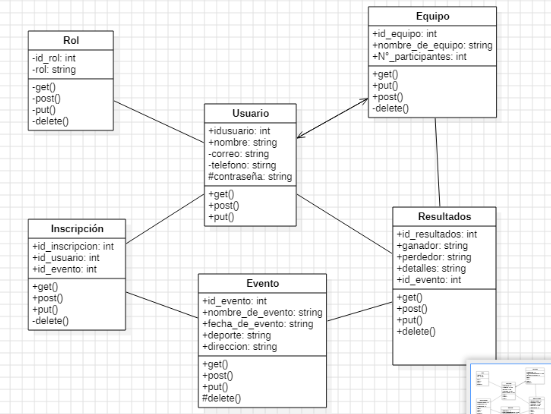 Rol
-id_rol: int
-rol: string
-get()
-post()
-put()
-delete()
Equipo
+id_equipo: int
+nombre_de_equipo: string
+N°_participantes: int
+get()
+put()
+post()
-delete()
Usuario
+idusuario: int
+nombre: string
-correo: string
-telefono: stirng
#contraseña: string
+get()
+post()
+put()
Inscripción
+id_inscripcion: int
+id_usuario: int
+id_evento: int
+get()
+post()
+put()
-delete()
Evento
+id_evento: int
+nombre_de_evento: string
+fecha_de_evento: string
+deporte: string
+direccion: string
+get()
+post()
+put()
#delete()
Resultados
+id_resultados: int
+ganador: string
+perdedor: string
+detalles: string
+id_evento: int
+get()
+post()
+put()
+delete()